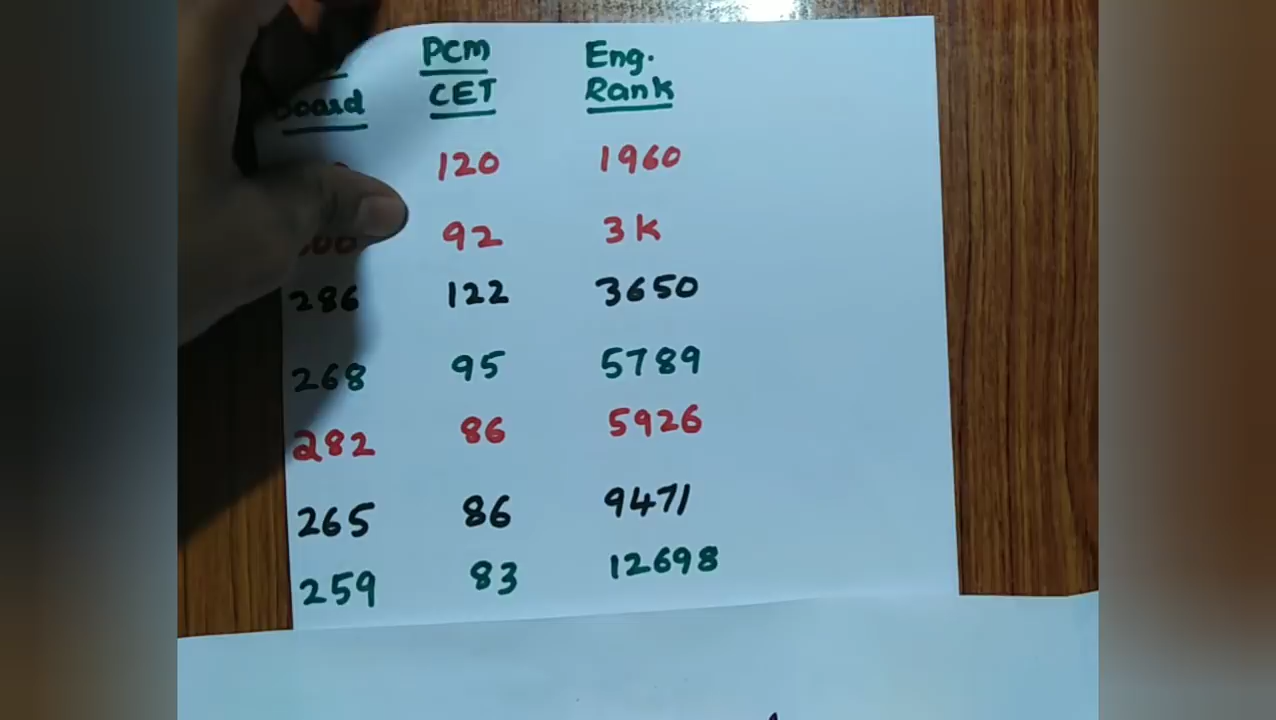 PCM Eng.
Board CET Rank
120 1960
92 3K
286 122 3650
268 95 5789
282 86 5926
265 86 9471
259 83 12698